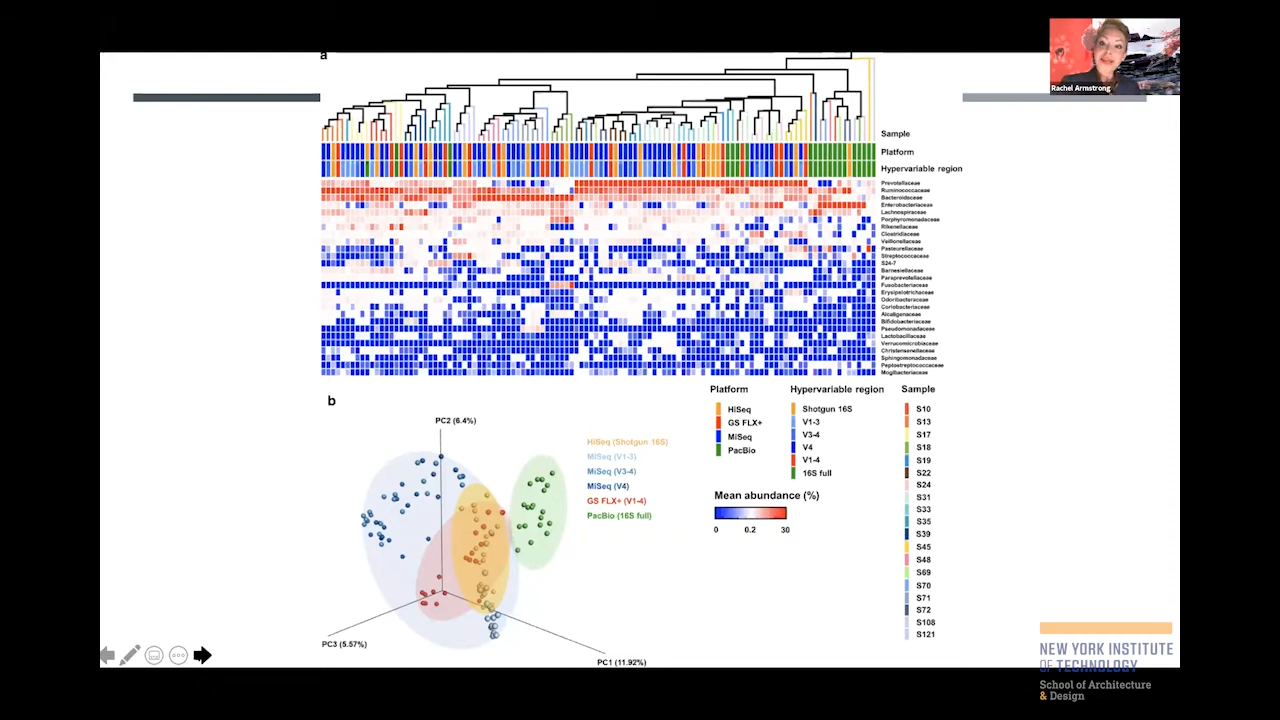 Rachel Armstrong
a
Sample
Platform
Hypervariable region
Prevotellaceae
Ruminococcaceae
Bacteroidaceae
Enterobacteriaceae
Lachnospiraceae
Porphyromonadaceae
Rikenellaceae
Clostridiaceae
Veillonellaceae
Pasteurellaceae
Streptococcaceae
S24-7
Barnesiellaceae
Paraprevotellaceae
Fusobacteriaceae
Erysipelotrichaceae
Odoribacteraceae
Coriobacteriaceae
Alcaligenaceae
Bifidobacteriaceae
Pseudomonadaceae
Lactobacillaceae
Verrucomicrobiaceae
Christensenellaceae
Sphingomonadaceae
Peptostreptococcaceae
Mogibacteriaceae
b
PC2 (6.4%)
PC3 (5.57%)
PC1 (11.92%)
HiSeq (Shotgun 16S)
MiSeq (V1-3)
MiSeq (V3-4)
MiSeq (V4)
GS FLX+ (V1-4)
PacBio (16S full)
Platform
HiSeq
GS FLX+
MiSeq
PacBio
Hypervariable region
Shotgun 16S
V1-3
V3-4
V4
V1-4
16S full
Mean abundance (%)
0 0.2 30
Sample
S10
S13
S17
S18
S19
S22
S24
S31
S33
S35
S39
S45
S48
S69
S70
S71
S72
S108
S121
NEW YORK INSTITUTE
OF TECHNOLOGY
School of Architecture
& Design